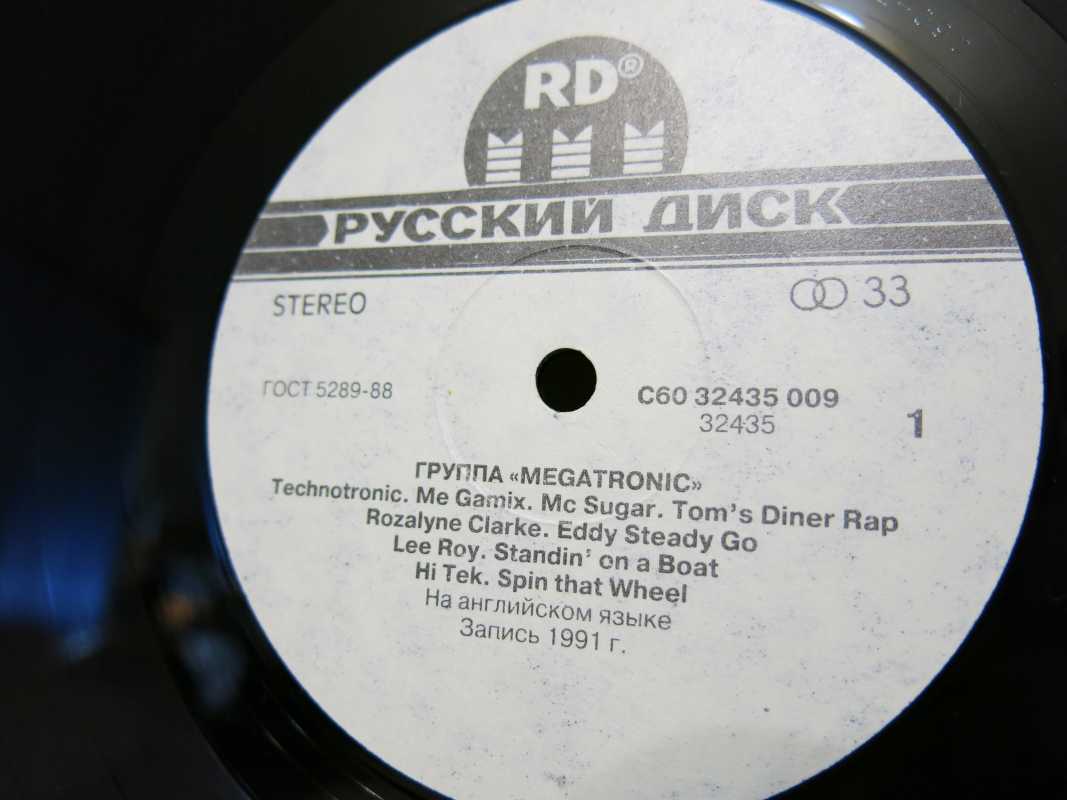 RD®
РУССКИЙ ДИСК
STEREO
33
ГОСТ 5289-88
С60 32435 009
32435
1
ГРУППА «MEGATRONIC»
Technotronic. Me Gamix. Mc Sugar. Tom's Diner Rap
Rozalyne Clarke. Eddy Steady Go
Lee Roy. Standin' on a Boat
Hi Tek. Spin that Wheel
На английском языке
Запись 1991 г.